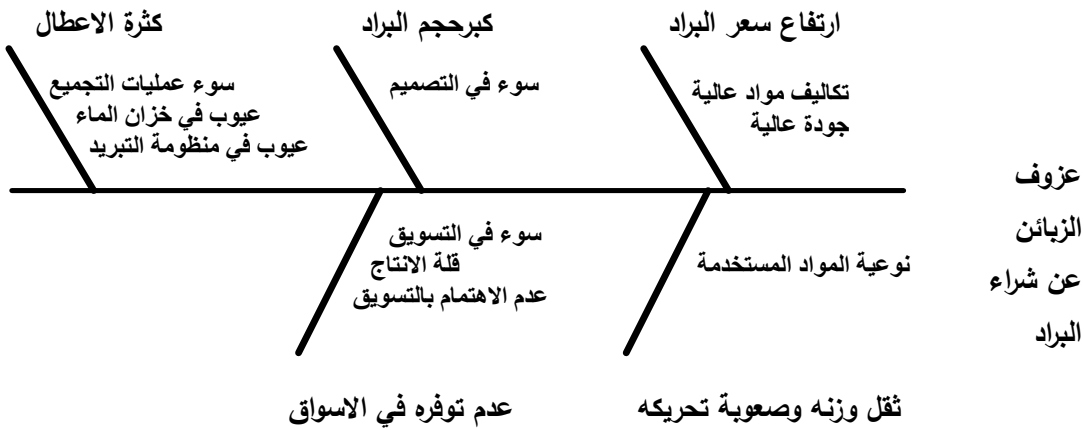 ارتفاع سعر البراد
كبرحجم البراد
كثرة الاعطال
تكاليف مواد عالية
جودة عالية
سوء في التصميم
سوء عمليات التجميع
عيوب في خزان الماء
عيوب في منظومة التبريد
عزوف
الزبائن
عن شراء
البراد
نوعية المواد المستخدمة
سوء في التسويق
قلة الانتاج
عدم الاهتمام بالتسويق
ثقل وزنه وصعوبة تحريكه
عدم توفره في الاسواق